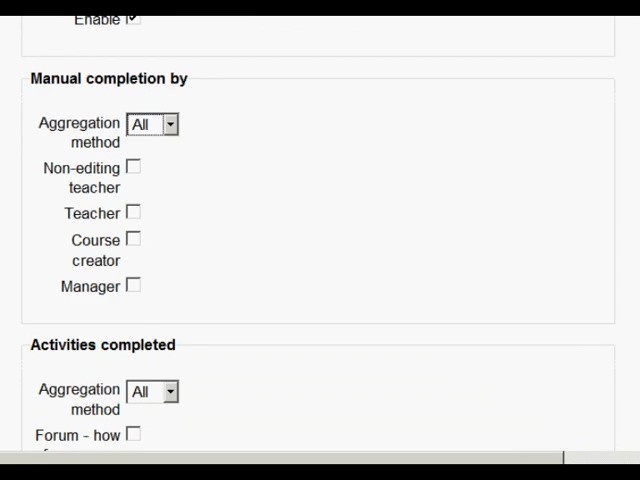 Enable
Manual completion by
Aggregation
method
All
Non-editing
teacher
Teacher
Course
creator
Manager
Activities completed
Aggregation
method
All
Forum - how